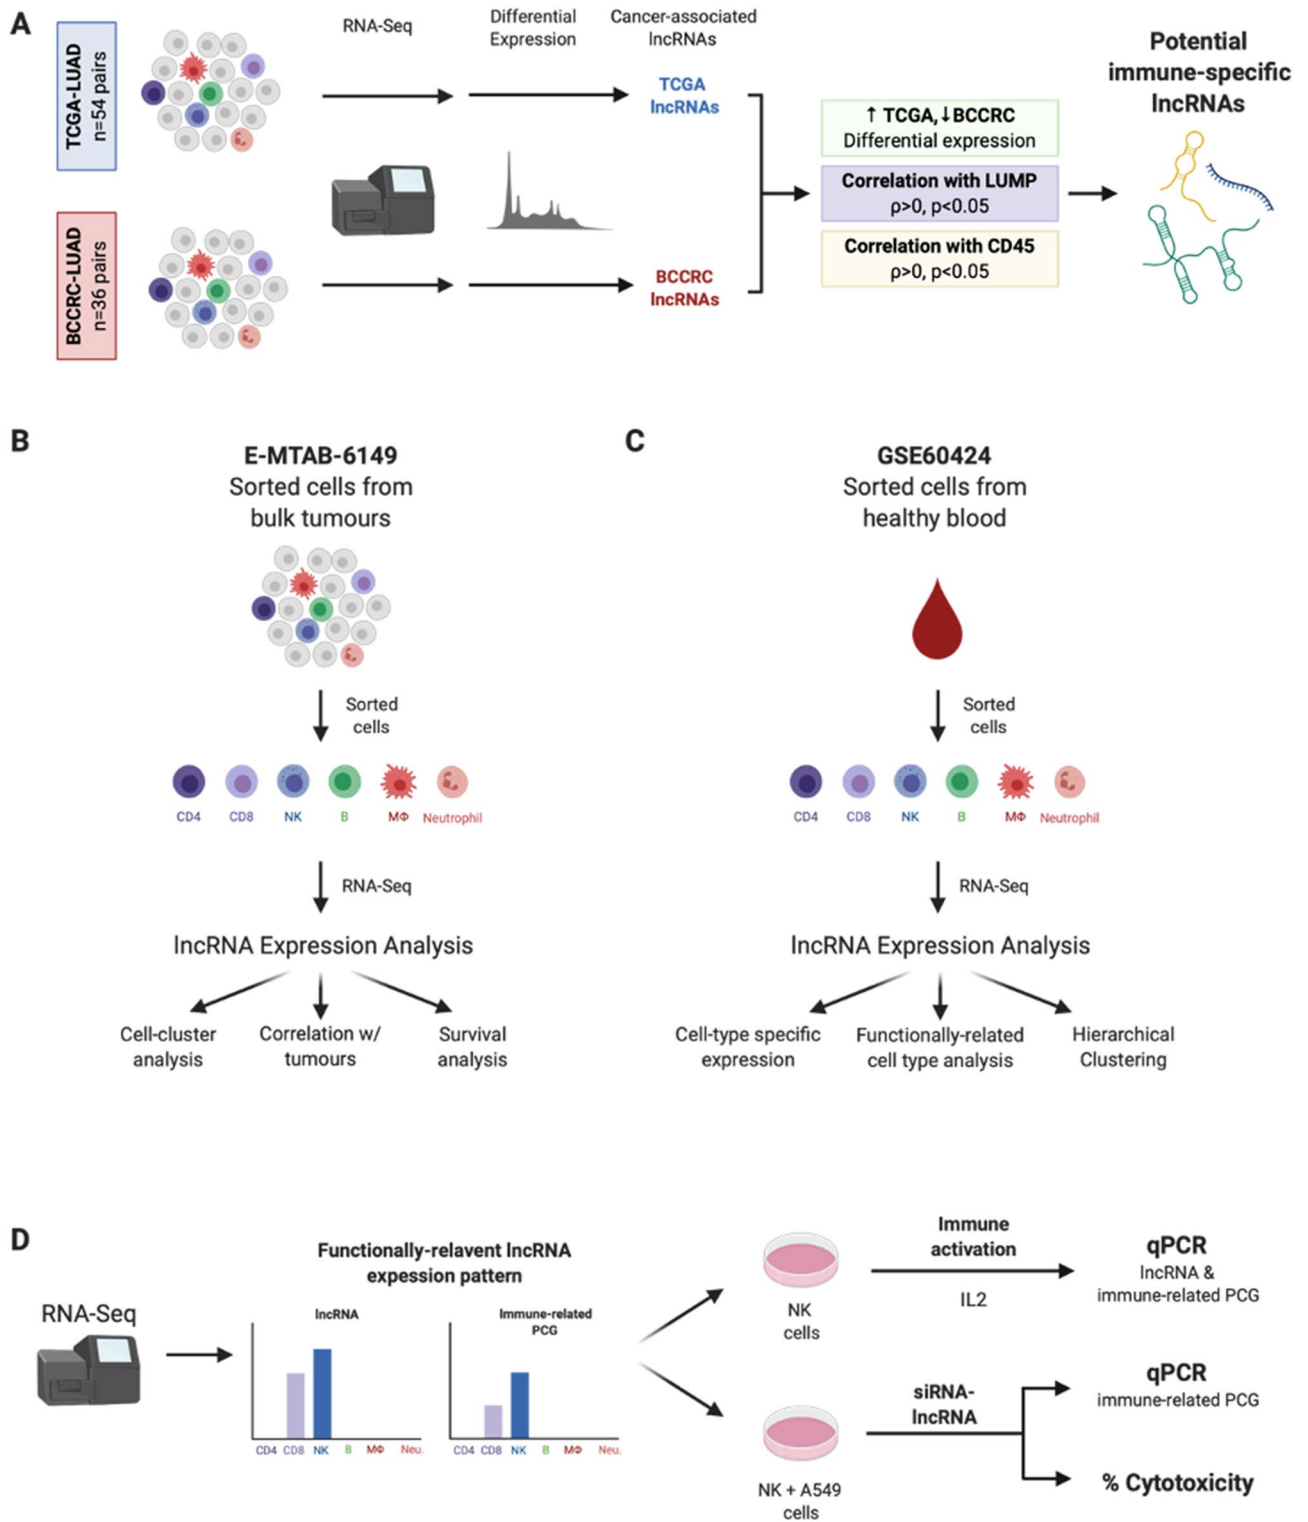 A
TCGA-LUAD
n=54 pairs
RNA-Seq
Differential
Expression
Cancer-associated
lncRNAs
TCGA
lncRNAs
BCCRC-LUAD
n=36 pairs
BCCRC
lncRNAs
↑ TCGA,↓BCCRC
Differential expression
Correlation with LUMP
ρ>0, p<0.05
Correlation with CD45
ρ>0, p<0.05
Potential
immune-specific
lncRNAs
B
E-MTAB-6149
Sorted cells from
bulk tumours
Sorted
cells
CD4 CD8 NK B MΦ Neutrophil
RNA-Seq
lncRNA Expression Analysis
Cell-cluster
analysis
Correlation w/
tumours
Survival
analysis
C
GSE60424
Sorted cells from
healthy blood
Sorted
cells
CD4 CD8 NK B MΦ Neutrophil
RNA-Seq
lncRNA Expression Analysis
Cell-type specific
expression
Functionally-related
cell type analysis
Hierarchical
Clustering
D
RNA-Seq
Functionally-relavent lncRNA
expession pattern
lncRNA
CD4 CD8 NK B MΦ Neu.
Immune-related
PCG
CD4 CD8 NK B MΦ Neu.
NK
cells
Immune
activation
IL2
qPCR
lncRNA &
immune-related PCG
NK + A549
cells
siRNA-
lncRNA
qPCR
immune-related PCG
% Cytotoxicity